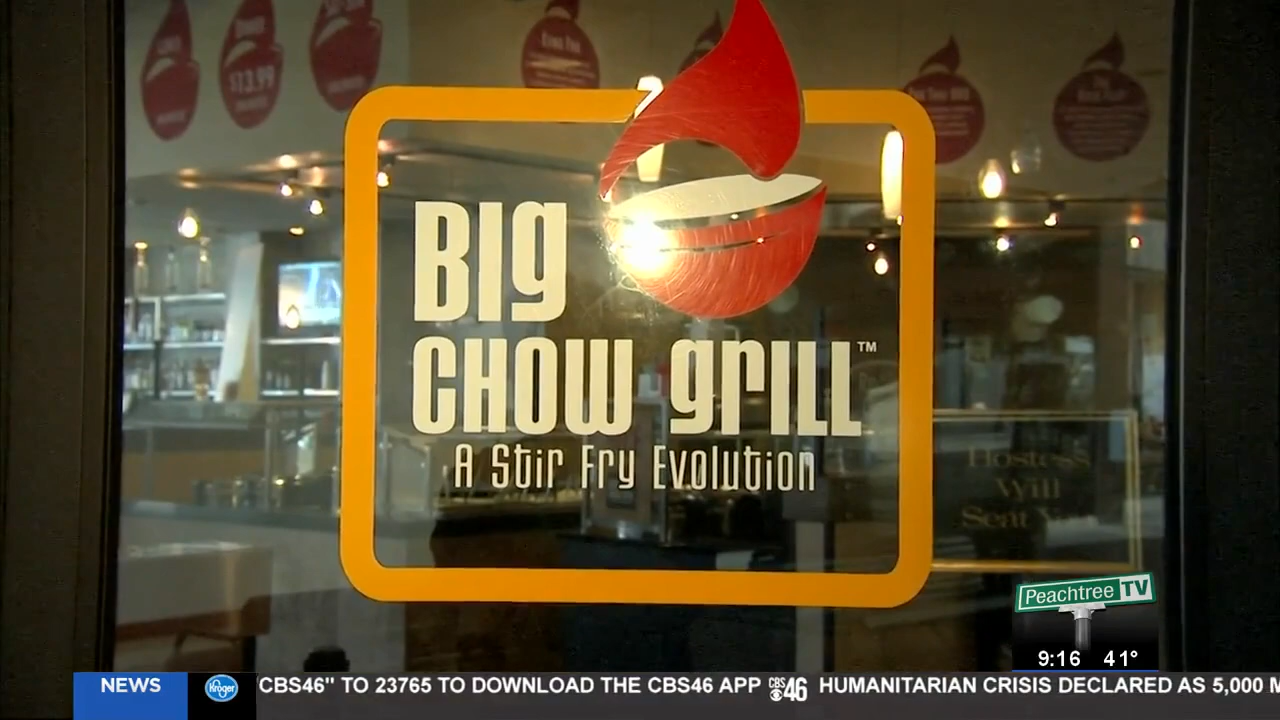 $13.99
BIg
CHOW grILL™
A Stir Fry Evolution
Hostess
Will
Seat You
Peachtree TV
9:16 41°
NEWS Kroger "CBS46" TO 23765 TO DOWNLOAD THE CBS46 APP CBS 46 HUMANITARIAN CRISIS DECLARED AS 5,000